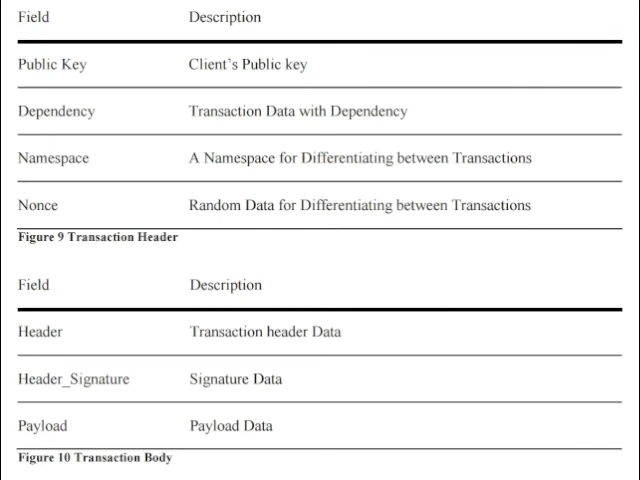 Field Description
Public Key Client's Public key
Dependency Transaction Data with Dependency
Namespace A Namespace for Differentiating between Transactions
Nonce Random Data for Differentiating between Transactions
Figure 9 Transaction Header
Field Description
Header Transaction header Data
Header_Signature Signature Data
Payload Payload Data
Figure 10 Transaction Body